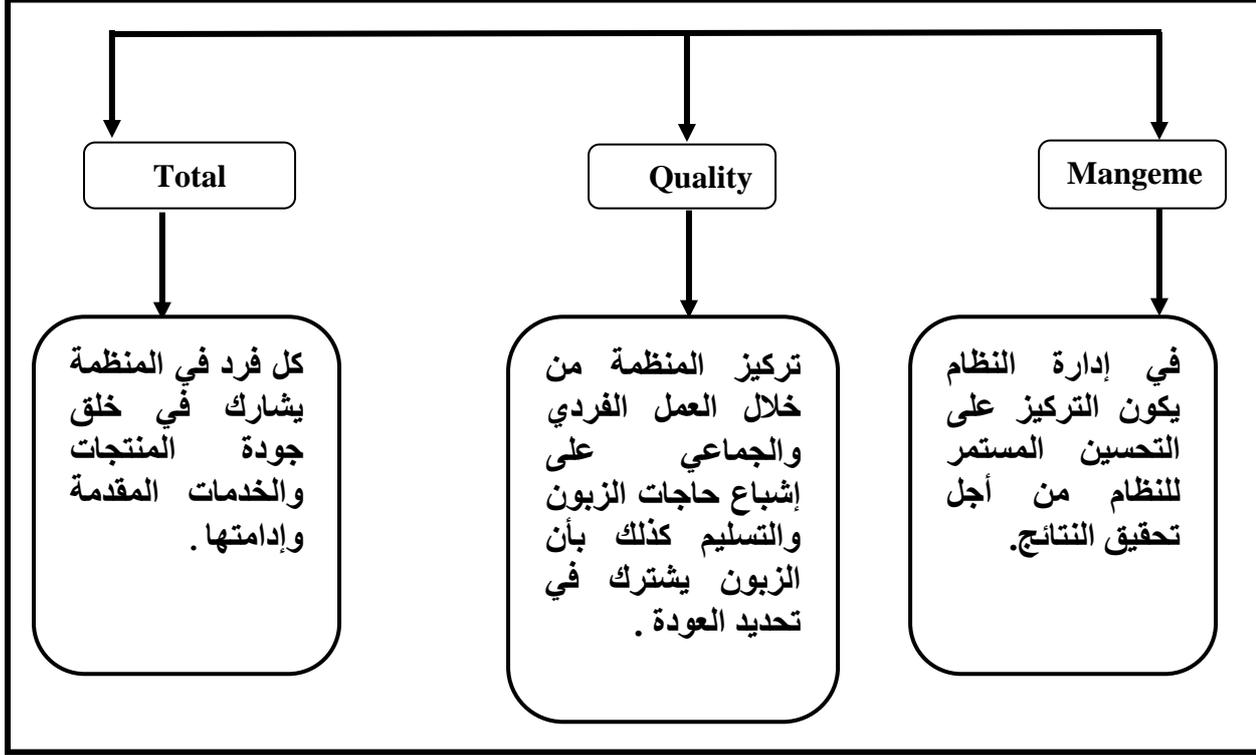 Total
Quality
Mangeme
كل فرد في المنظمة
يشارك في خلق
جودة المنتجات
والخدمات المقدمة
وإدامتها .
تركيز المنظمة من
خلال العمل الفردي
والجماعي على
إشباع حاجات الزبون
والتسليم كذلك بأن
الزبون يشترك في
تحديد العودة .
في إدارة النظام
يكون التركيز على
التحسين المستمر
للنظام من أجل
تحقيق النتائج.